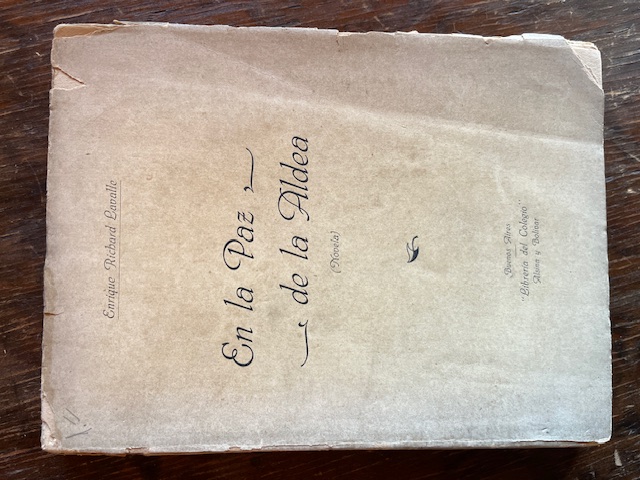 Enrique Richard Lavalle
En la Paz
de la Aldea
(Novela)
Buenos Aires
"Librería del Colegio"
Alsina y Bolívar